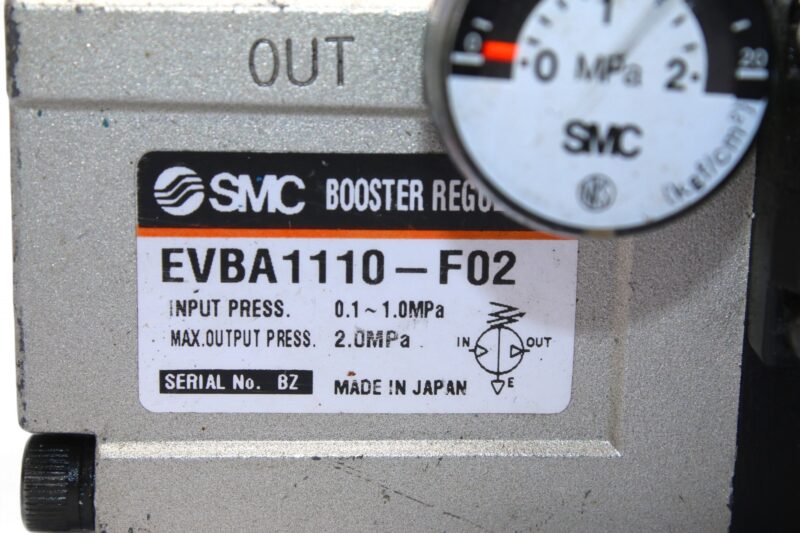 OUT
0 1 2
0 20
MPa
SMC
(kgf/cm²)
SMC BOOSTER
EVBA1110-F02
INPUT PRESS. 0.1~1.0MPa
MAX.OUTPUT PRESS. 2.0MPa
IN OUT
E
SERIAL No. BZ MADE IN JAPAN